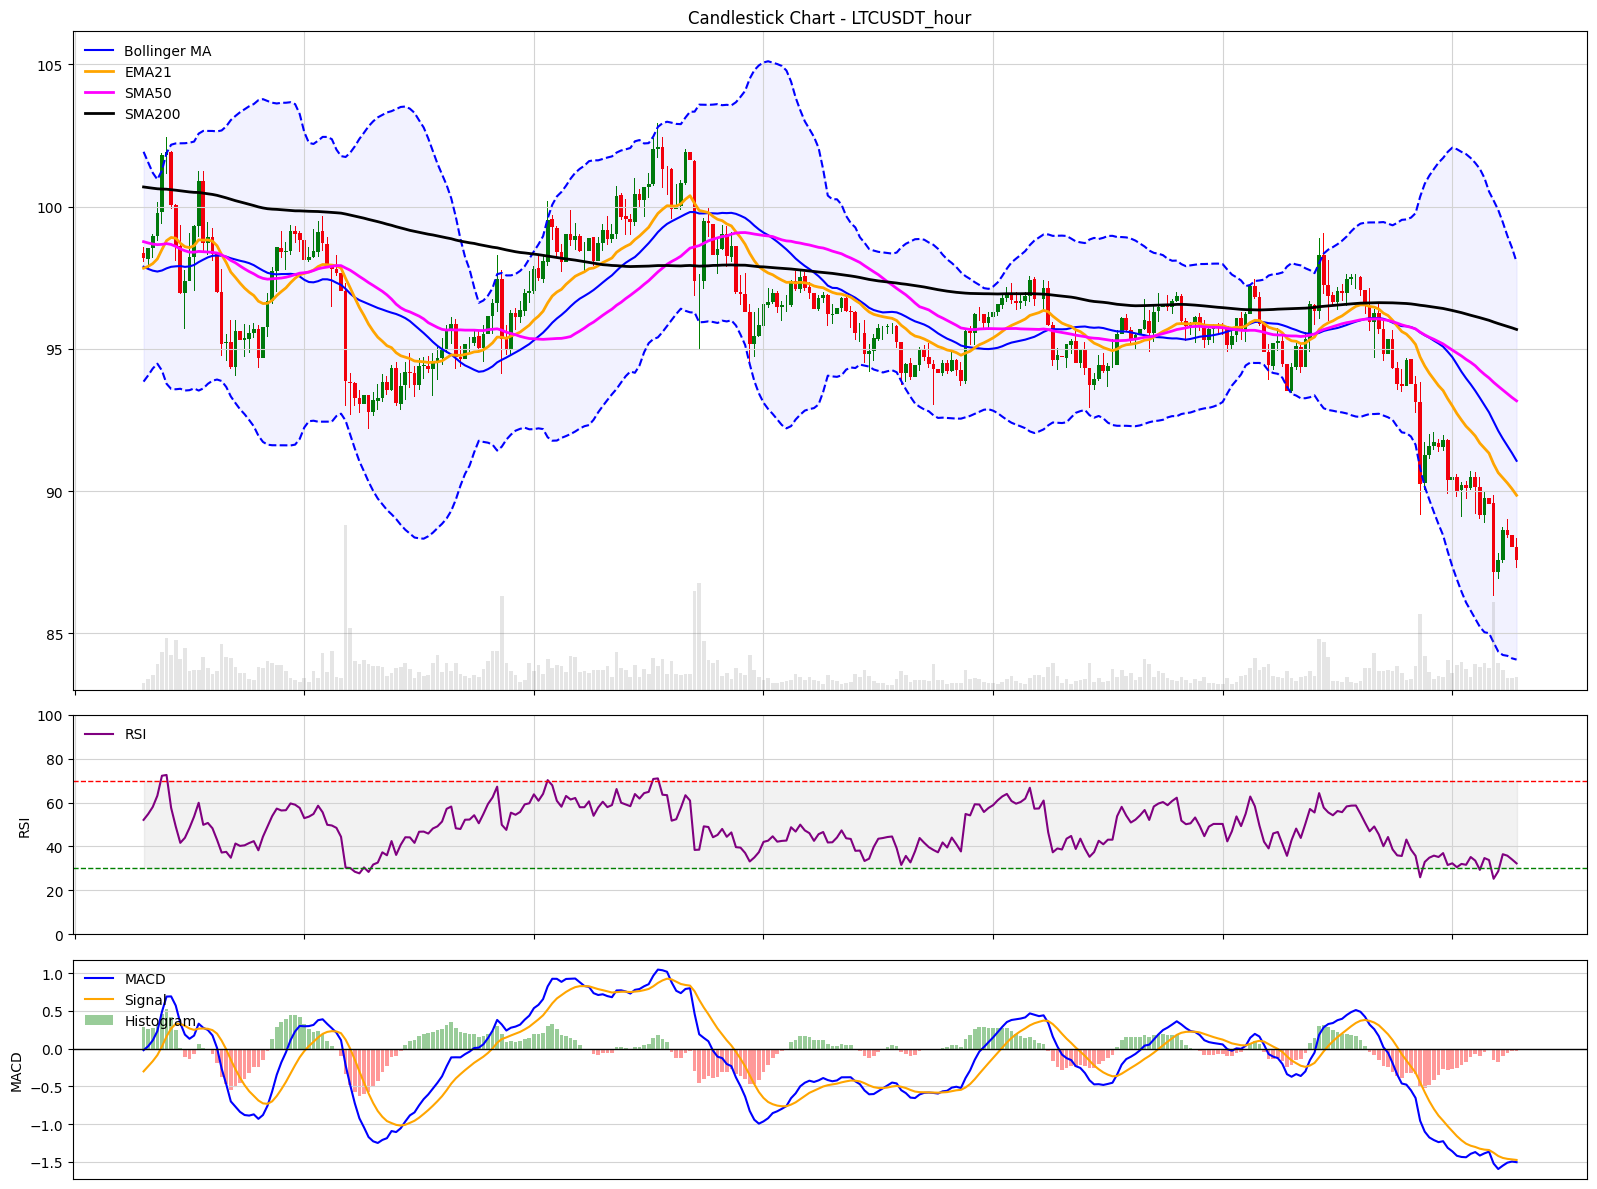 Candlestick Chart - LTCUSDT_hour
Bollinger MA
EMA21
SMA50
SMA200
105
100
95
90
85
RSI
100
80
60
40
20
0
RSI
MACD
Signal
Histogram
1.0
0.5
0.0
−0.5
−1.0
−1.5
MACD